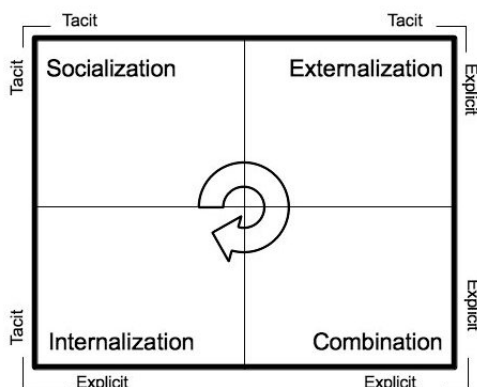 Tacit Tacit
Tacit
Explicit
Socialization Externalization
Tacit
Explicit
Internalization Combination
Explicit Explicit